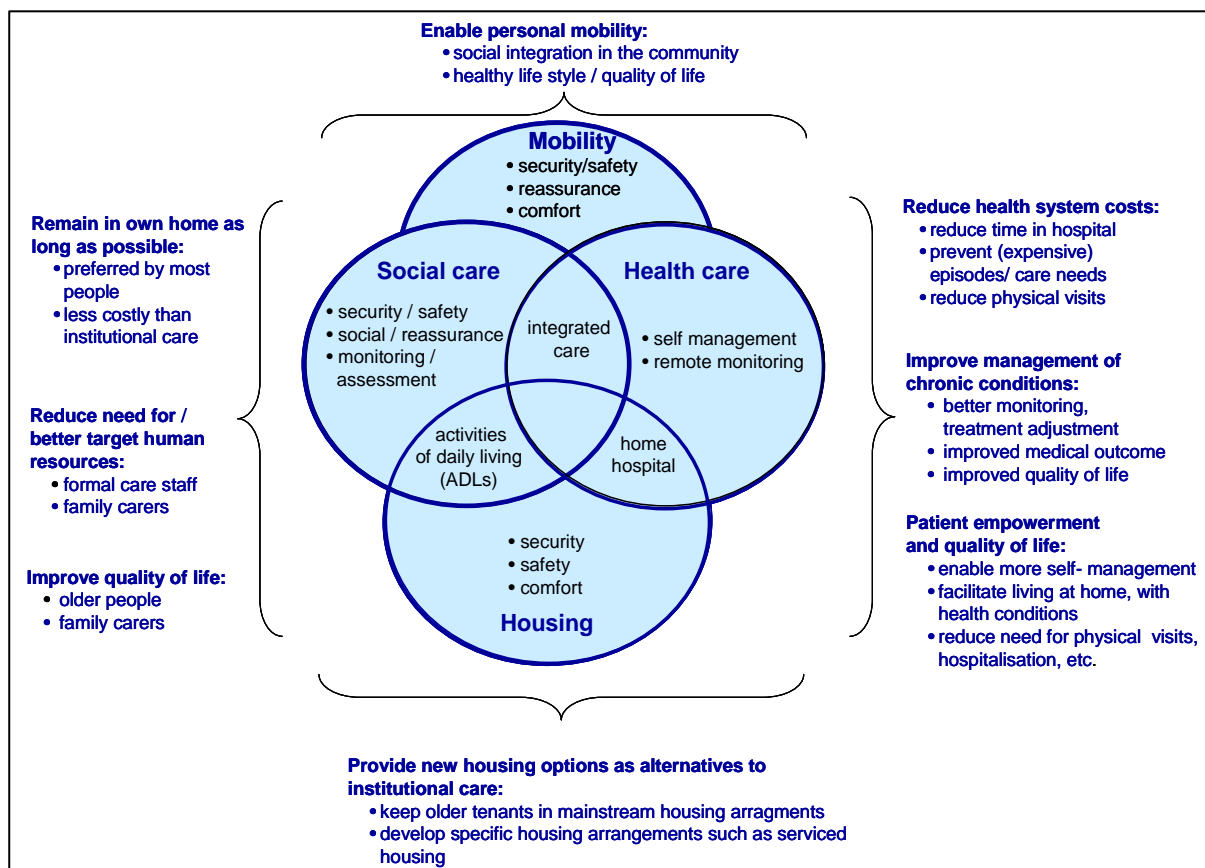 Enable personal mobility:
• social integration in the community
• healthy life style / quality of life
Mobility
• security/safety
• reassurance
• comfort
Remain in own home as
long as possible:
• preferred by most
people
• less costly than
institutional care
Reduce need for /
better target human
resources:
• formal care staff
• family carers
Improve quality of life:
• older people
• family carers
Social care
• security / safety
• social / reassurance
• monitoring /
assessment
integrated
care
Health care
• self management
• remote monitoring
activities
of daily living
(ADLs)
home
hospital
• security
• safety
• comfort
Housing
Reduce health system costs:
• reduce time in hospital
• prevent (expensive)
episodes/ care needs
• reduce physical visits
Improve management of
chronic conditions:
• better monitoring,
treatment adjustment
• improved medical outcome
• improved quality of life
Patient empowerment
and quality of life:
• enable more self- management
• facilitate living at home, with
health conditions
• reduce need for physical visits,
hospitalisation, etc.
Provide new housing options as alternatives to
institutional care:
• keep older tenants in mainstream housing arragments
• develop specific housing arrangements such as serviced
housing